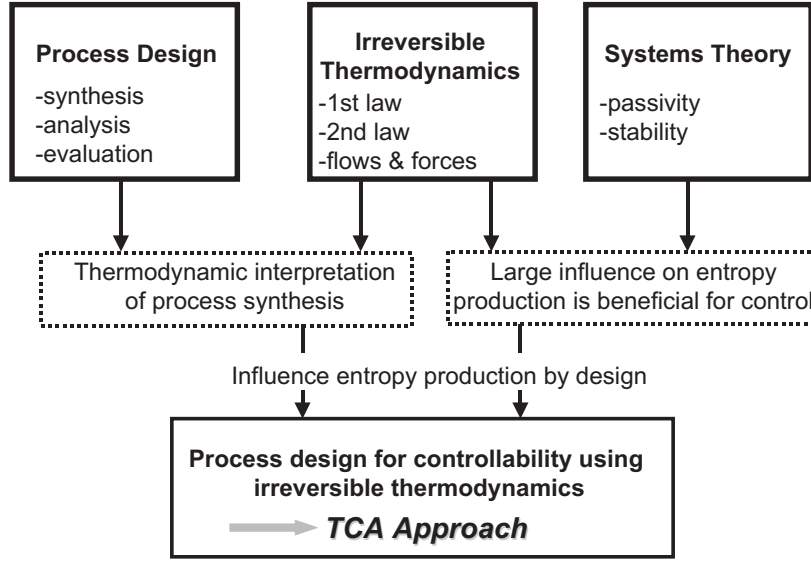 Process Design
-synthesis
-analysis
-evaluation
Irreversible
Thermodynamics
-1st law
-2nd law
-flows & forces
Systems Theory
-passivity
-stability
Thermodynamic interpretation
of process synthesis
Large influence on entropy
production is beneficial for control
Influence entropy production by design
Process design for controllability using
irreversible thermodynamics
TCA Approach